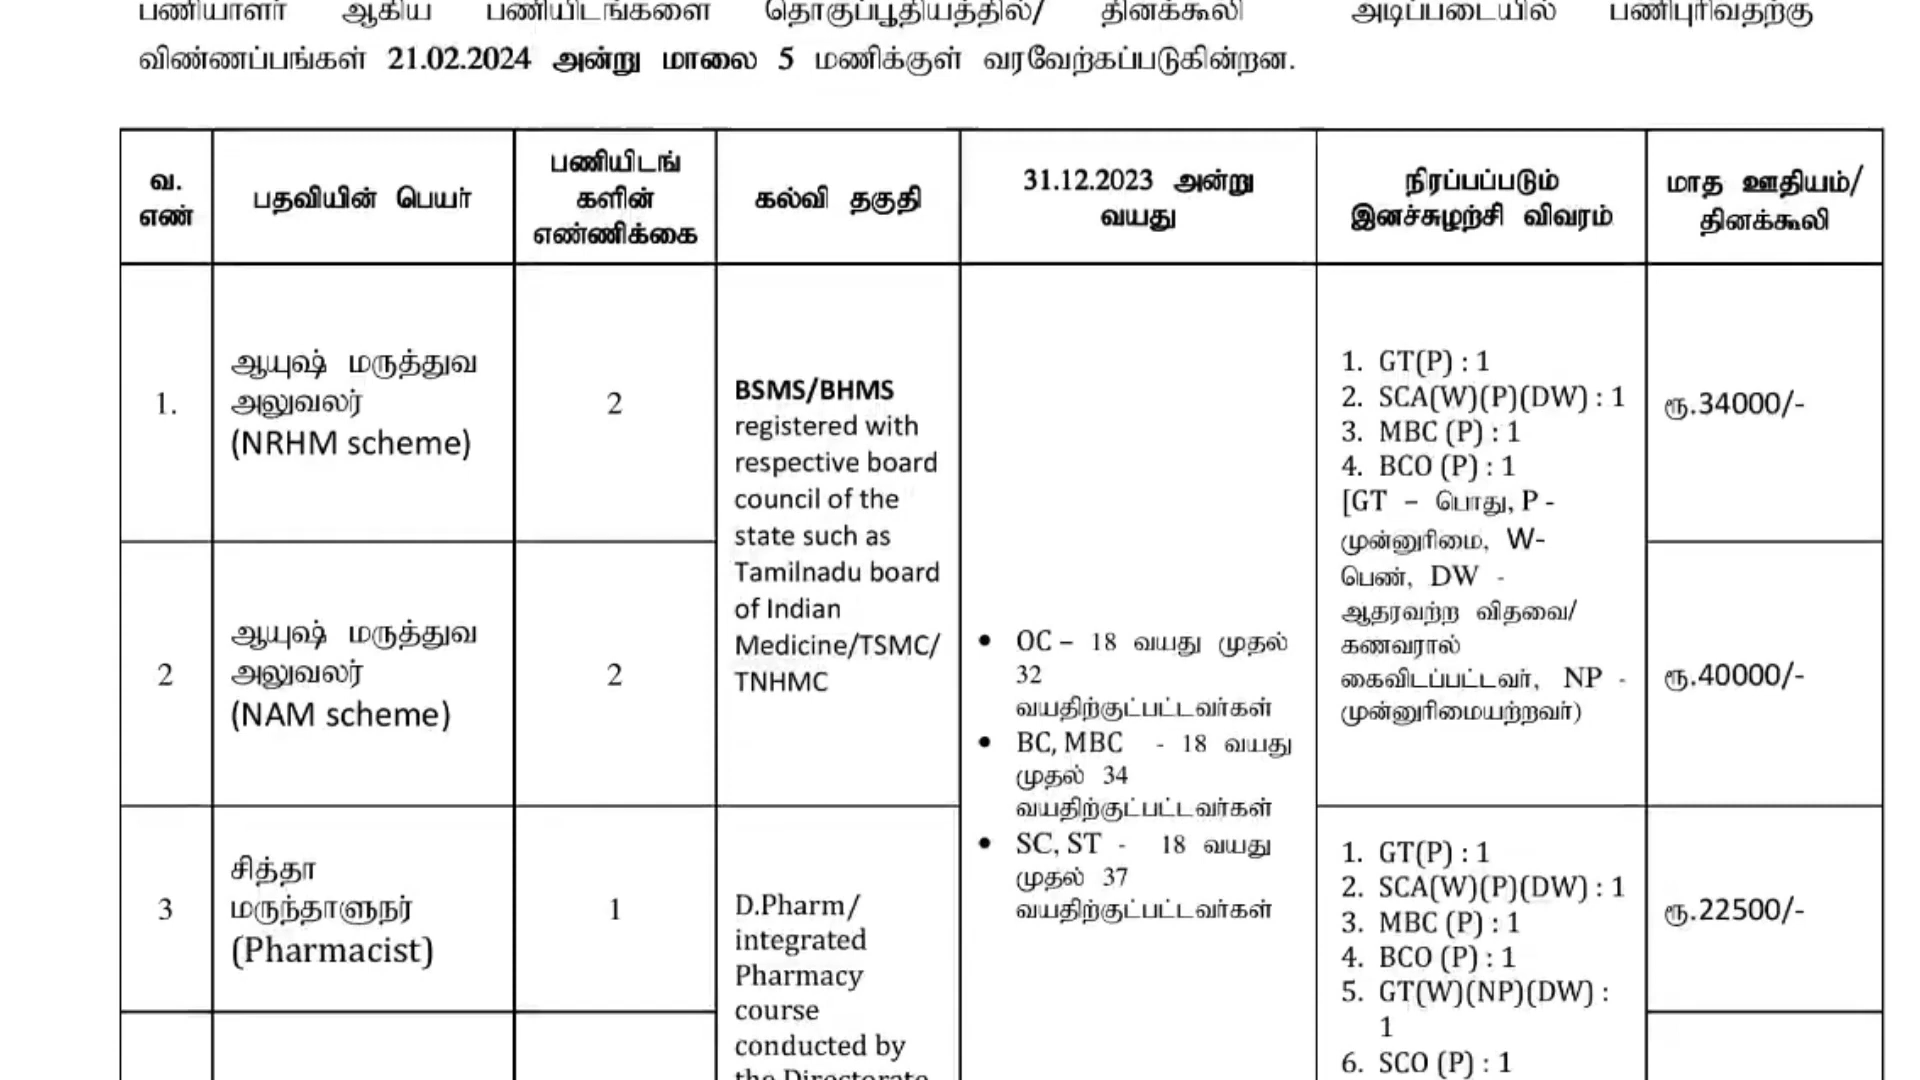 பணியாளர் ஆகிய பணியிடங்களை தொகுப்பூதியத்தில்/ தினக்கூலி அடிப்படையில் பணிபுரிவதற்கு
விண்ணப்பங்கள் 21.02.2024 அன்று மாலை 5 மணிக்குள் வரவேற்கப்படுகின்றன.
வ.
எண்
பதவியின் பெயர்
பணியிடங்
களின்
எண்ணிக்கை
கல்வி தகுதி
31.12.2023 அன்று
வயது
நிரப்பப்படும்
இனச்சுழற்சி விவரம்
மாத ஊதியம்/
தினக்கூலி
1.
ஆயுஷ் மருத்துவ
அலுவலர்
(NRHM scheme)
2
BSMS/BHMS
registered with
respective board
council of the
state such as
Tamilnadu board
of Indian
Medicine/TSMC/
TNHMC
1. GT(P) : 1
2. SCA(W)(P)(DW) : 1
3. MBC (P) : 1
4. BCO (P) : 1
[GT – பொது, P -
முன்னுரிமை, W-
பெண், DW -
ஆதரவற்ற விதவை/
கணவரால்
கைவிடப்பட்டவர், NP -
முன்னுரிமையற்றவர்)
ரூ.34000/-
2
ஆயுஷ் மருத்துவ
அலுவலர்
(NAM scheme)
2
ரூ.40000/-
• OC – 18 வயது முதல்
32
வயதிற்குட்பட்டவர்கள்
• BC, MBC - 18 வயது
முதல் 34
வயதிற்குட்பட்டவர்கள்
• SC, ST - 18 வயது
முதல் 37
வயதிற்குட்பட்டவர்கள்
3
சித்தா
மருந்தாளுநர்
(Pharmacist)
1
D.Pharm/
integrated
Pharmacy
course
conducted by
the Directorate
1. GT(P) : 1
2. SCA(W)(P)(DW) : 1
3. MBC (P) : 1
4. BCO (P) : 1
5. GT(W)(NP)(DW) :
1
6. SCO (P) : 1
ரூ.22500/-